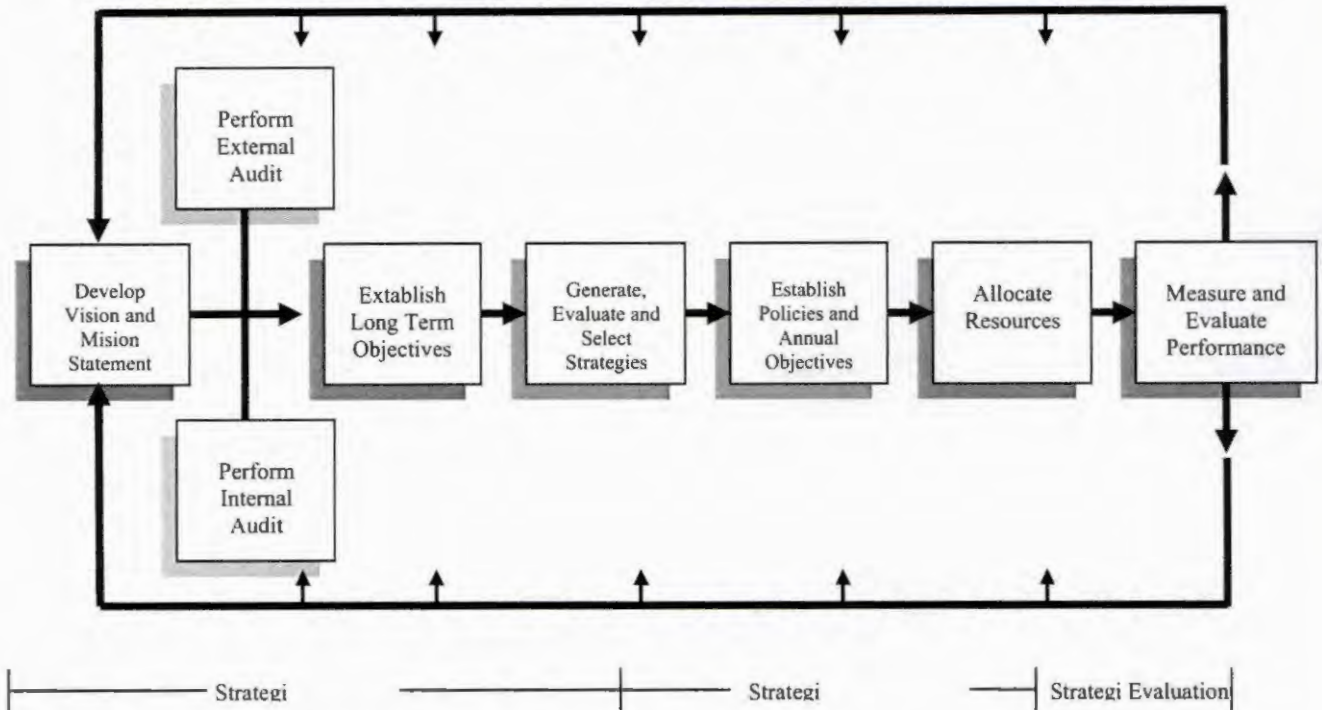 Perform
External
Audit
Develop
Vision and
Mision
Statement
Extablish
Long Term
Objectives
Generate,
Evaluate and
Select
Strategies
Establish
Policies and
Annual
Objectives
Allocate
Resources
Measure and
Evaluate
Performance
Perform
Internal
Audit
Strategi
Strategi
Strategi Evaluation